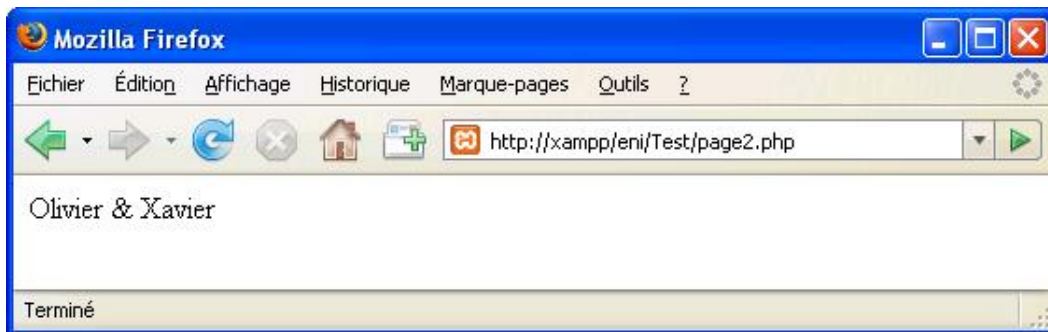 Mozilla Firefox
Fichier Édition Affichage Historique Marque-pages Outils ?
http://xampp/eni/Test/page2.php
Olivier & Xavier
Terminé